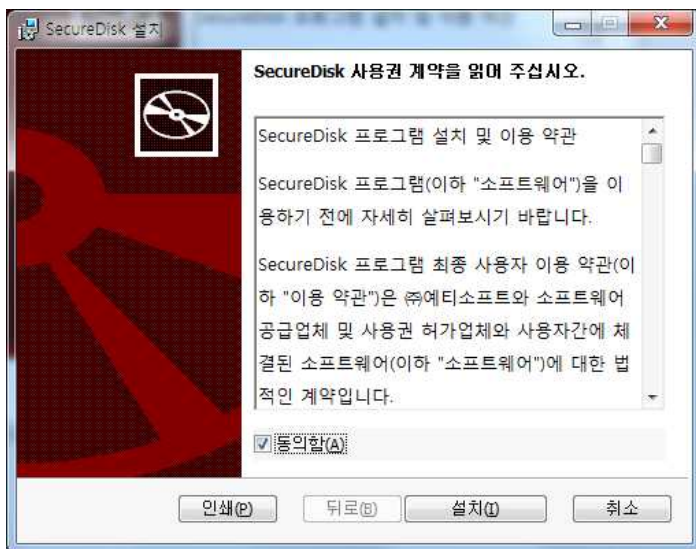 SecureDisk 설치
SecureDisk 사용권 계약을 읽어 주십시오.
SecureDisk 프로그램 설치 및 이용 약관
SecureDisk 프로그램(이하 "소프트웨어")을 이
용하기 전에 자세히 살펴보시기 바랍니다.
SecureDisk 프로그램 최종 사용자 이용 약관(이
하 "이용 약관")은 ㈜예티소프트와 소프트웨어
공급업체 및 사용권 허가업체와 사용자간에 체
결된 소프트웨어(이하 "소프트웨어")에 대한 법
적인 계약입니다.
동의함(A)
인쇄(P) 뒤로(B) 설치(I) 취소